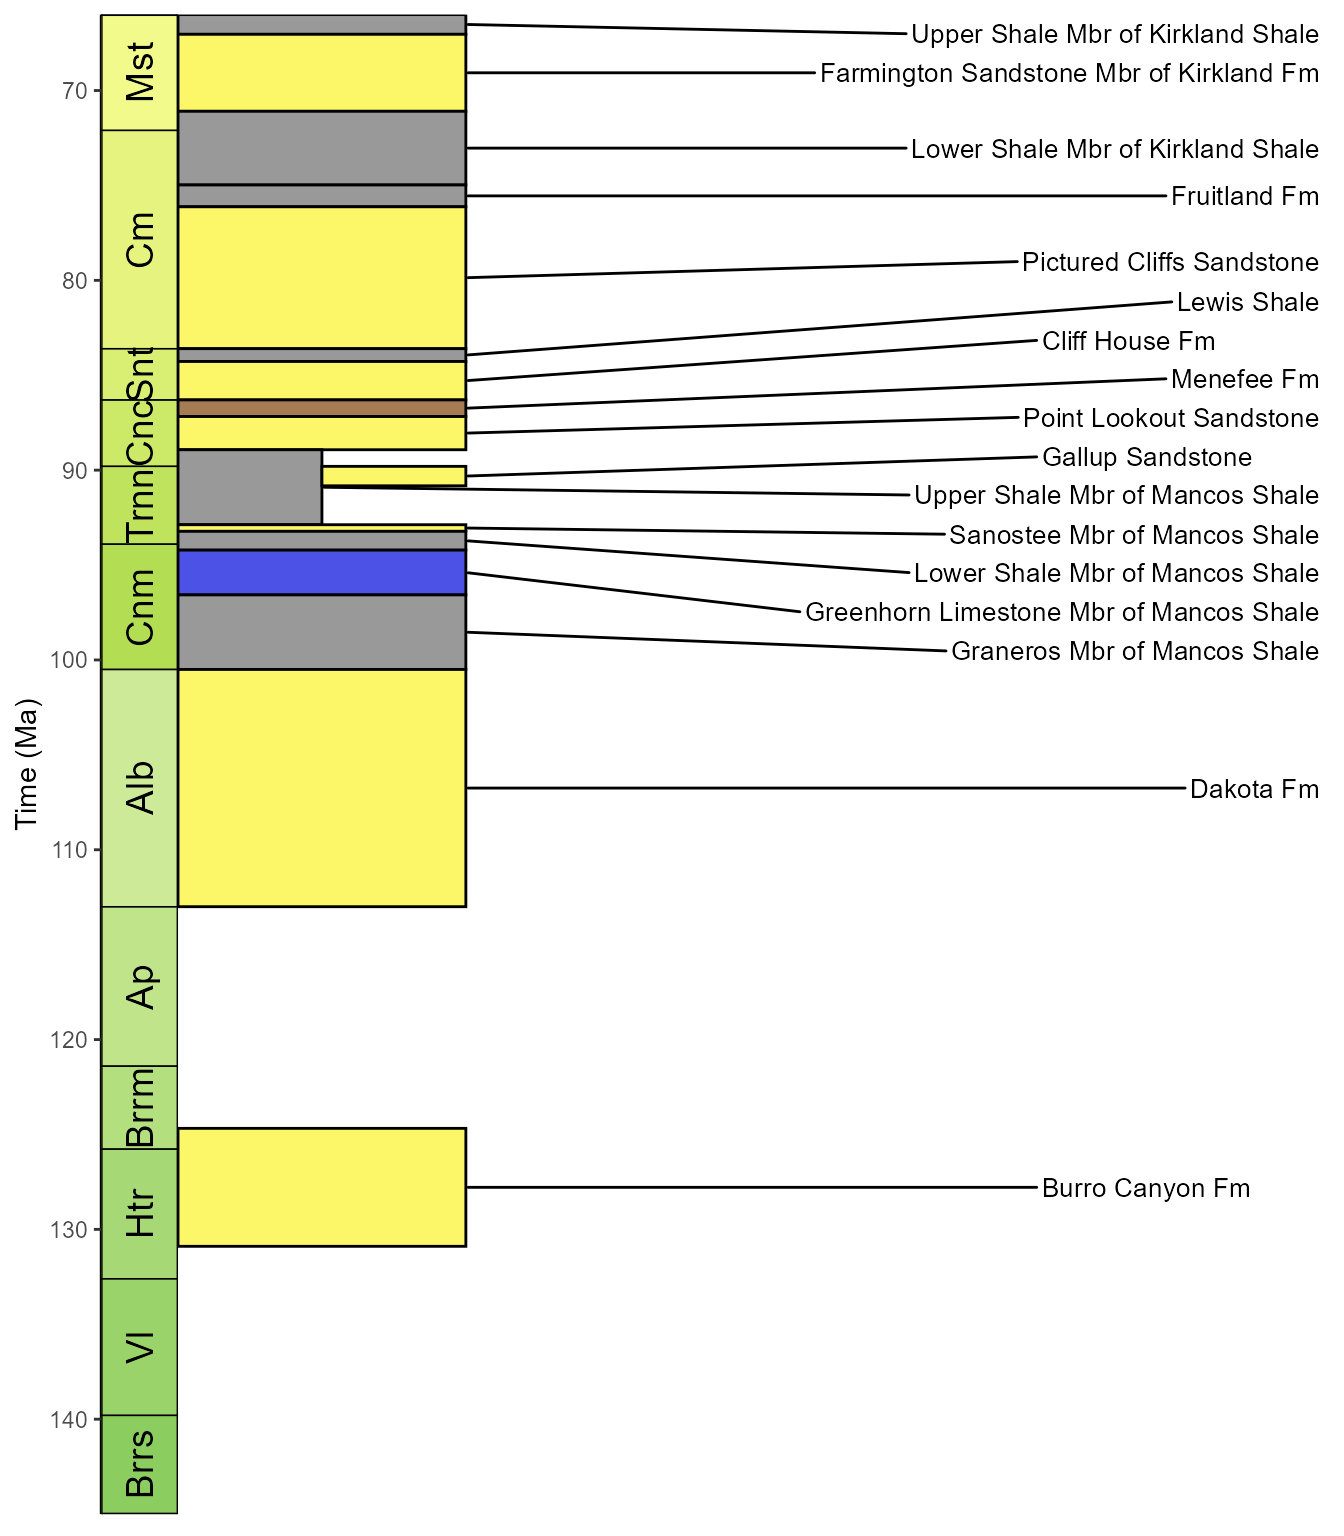 Upper Shale Mbr of Kirkland Shale
Farmington Sandstone Mbr of Kirkland Fm
Lower Shale Mbr of Kirkland Shale
Fruitland Fm
Pictured Cliffs Sandstone
Lewis Shale
Cliff House Fm
Menefee Fm
Point Lookout Sandstone
Gallup Sandstone
Upper Shale Mbr of Mancos Shale
Sanostee Mbr of Mancos Shale
Lower Shale Mbr of Mancos Shale
Greenhorn Limestone Mbr of Mancos Shale
Graneros Mbr of Mancos Shale
Dakota Fm
Burro Canyon Fm
Mst
Cm
Snt
Cnc
Trnn
Cnm
Alb
Ap
Brrm
Htr
Vl
Brrs
70
80
90
100
110
120
130
140
Time (Ma)